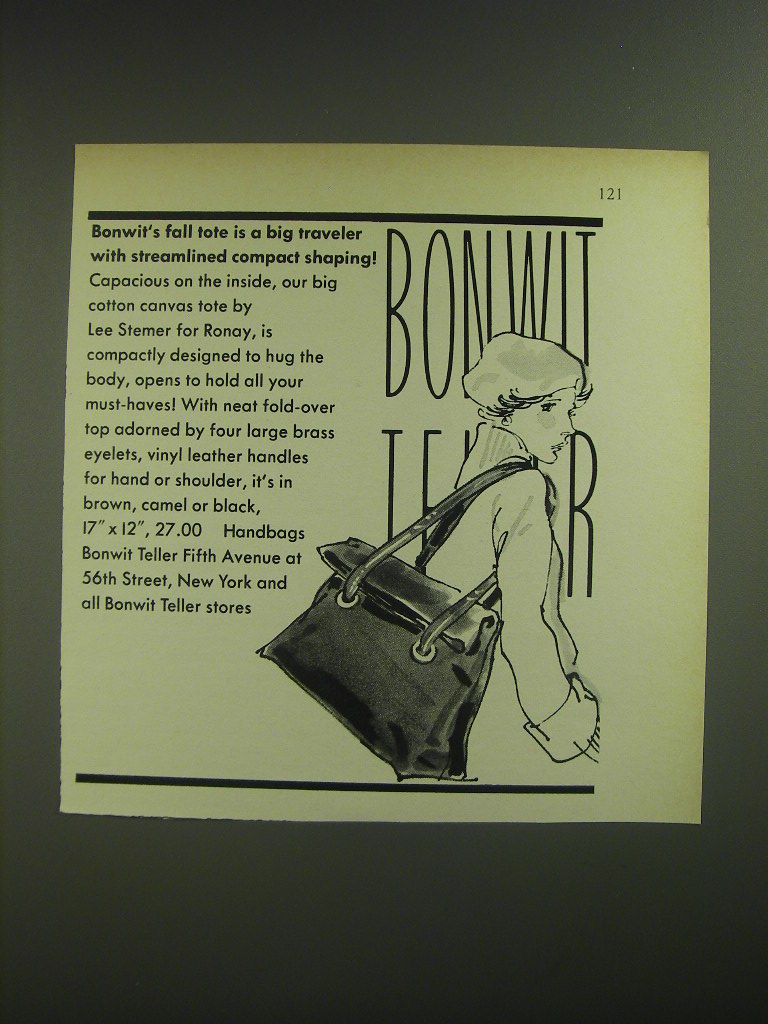 121
Bonwit's fall tote is a big traveler
with streamlined compact shaping!
Capacious on the inside, our big
cotton canvas tote by
Lee Stemer for Ronay, is
compactly designed to hug the
body, opens to hold all your
must-haves! With neat fold-over
top adorned by four large brass
eyelets, vinyl leather handles
for hand or shoulder, it's in
brown, camel or black,
17" x 12", 27.00 Handbags
Bonwit Teller Fifth Avenue at
56th Street, New York and
all Bonwit Teller stores
BONWIT
TELLER